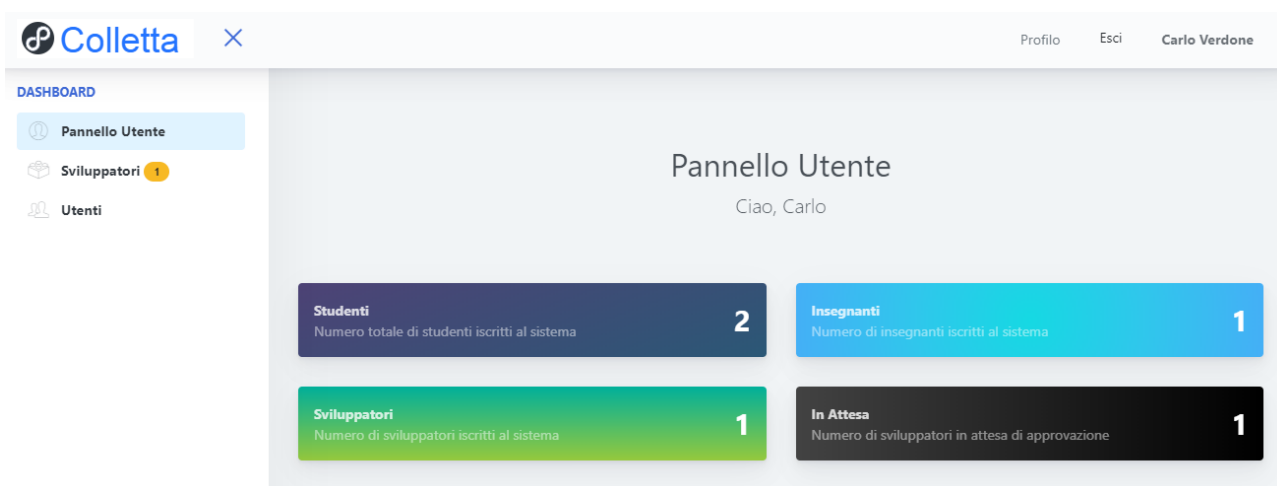 Colletta
Profilo Esci Carlo Verdone
DASHBOARD
Pannello Utente
Sviluppatori 1
Utenti
Pannello Utente
Ciao, Carlo
Studenti
Numero totale di studenti iscritti al sistema
2
Insegnanti
Numero di insegnanti iscritti al sistema
1
Sviluppatori
Numero di sviluppatori iscritti al sistema
1
In Attesa
Numero di sviluppatori in attesa di approvazione
1